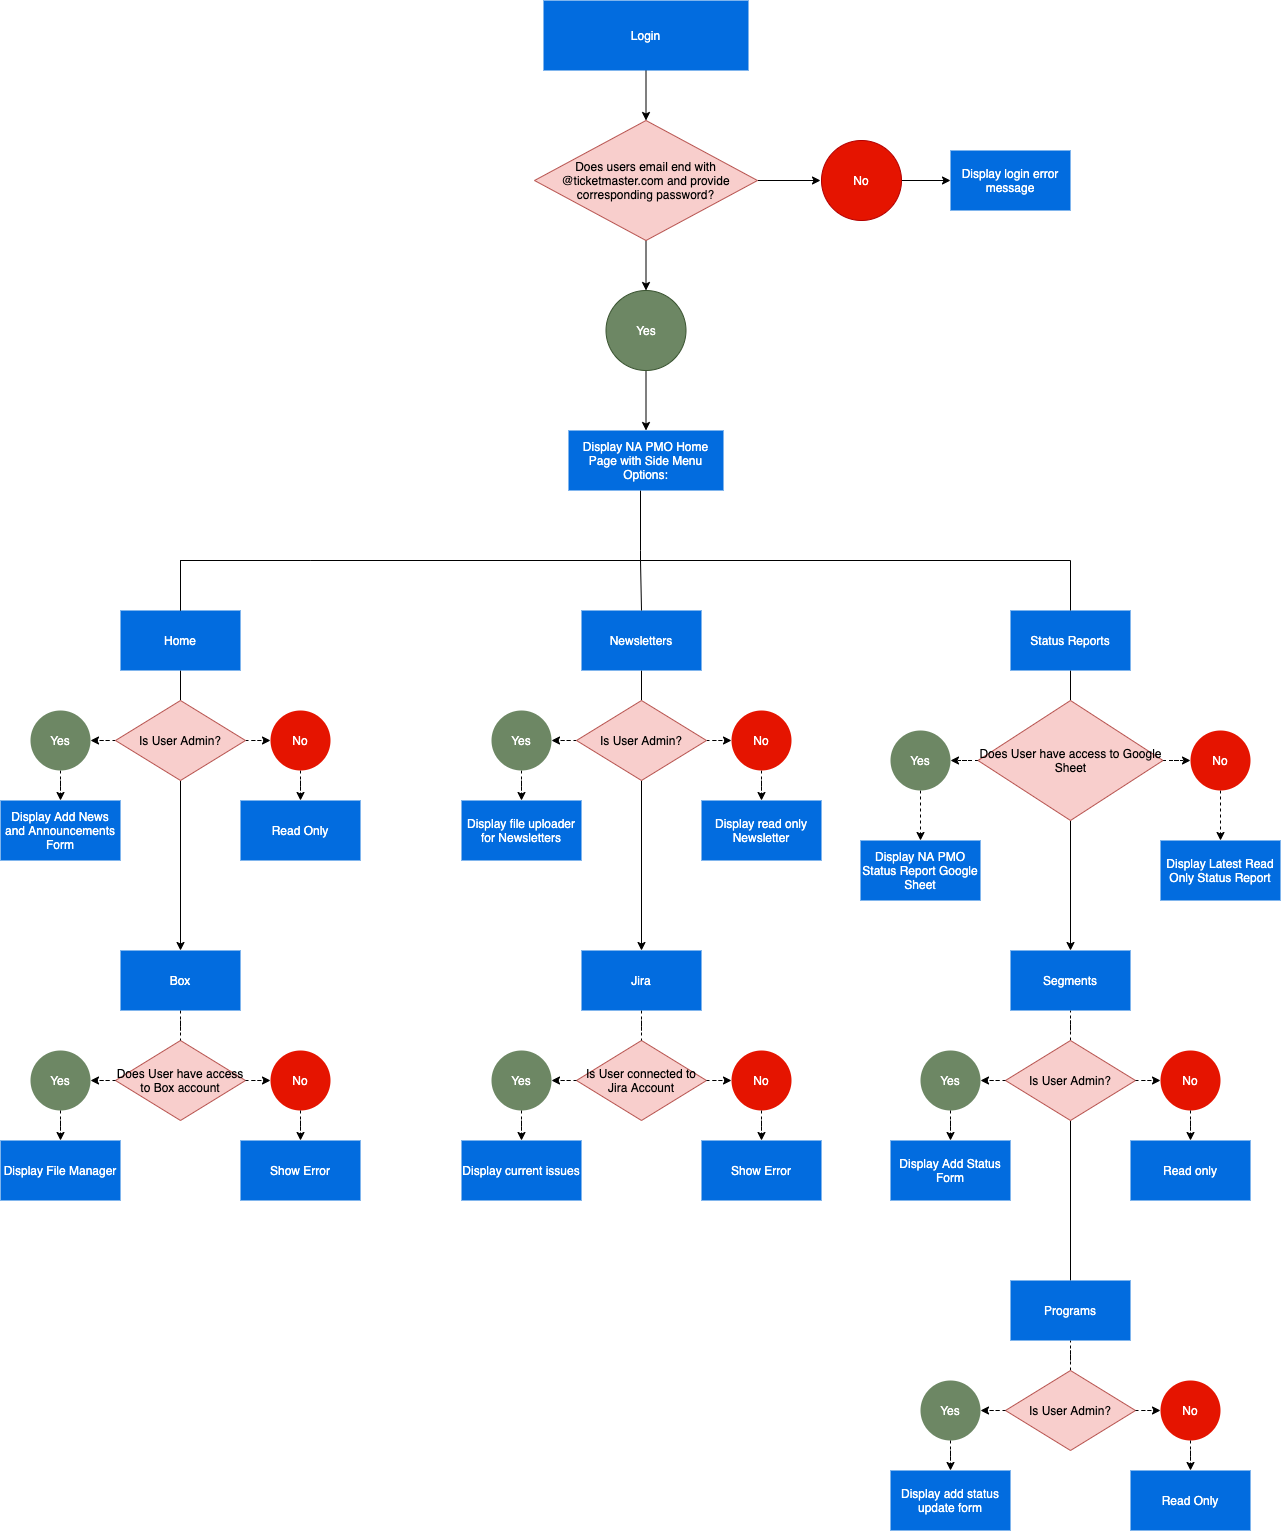 Login
Does users email end with
@ticketmaster.com and provide
corresponding password?
No
Display login error
message
Yes
Display NA PMO Home
Page with Side Menu
Options:
Home
Newsletters
Status Reports
Yes
Is User Admin?
No
Yes
Is User Admin?
No
Yes
Does User have access to Google
Sheet
No
Display Add News
and Announcements
Form
Read Only
Display file uploader
for Newsletters
Display read only
Newsletter
Display NA PMO
Status Report Google
Sheet
Display Latest Read
Only Status Report
Box
Jira
Segments
Yes
Does User have access
to Box account
No
Yes
Is User connected to
Jira Account
No
Yes
Is User Admin?
No
Display File Manager
Show Error
Display current issues
Show Error
Display Add Status
Form
Read only
Programs
Yes
Is User Admin?
No
Display add status
update form
Read Only